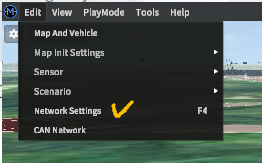 Edit View PlayMode Tools Help
Map And Vehicle
Map Init Settings
Sensor
Scenario
Network Settings F4
CAN Network